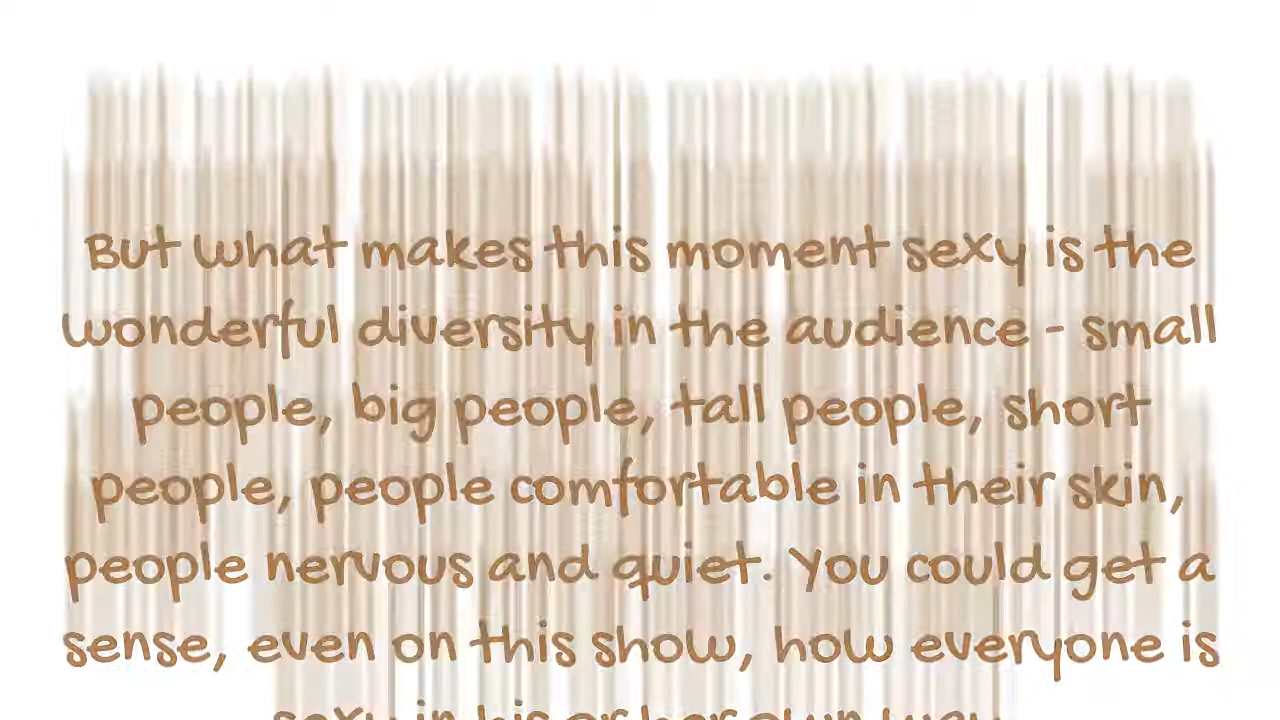 But what makes this moment sexy is the
wonderful diversity in the audience - small
people, big people, tall people, short
people, people comfortable in their skin,
people nervous and quiet. You could get a
sense, even on this show, how everyone is
sexy in his or her own way